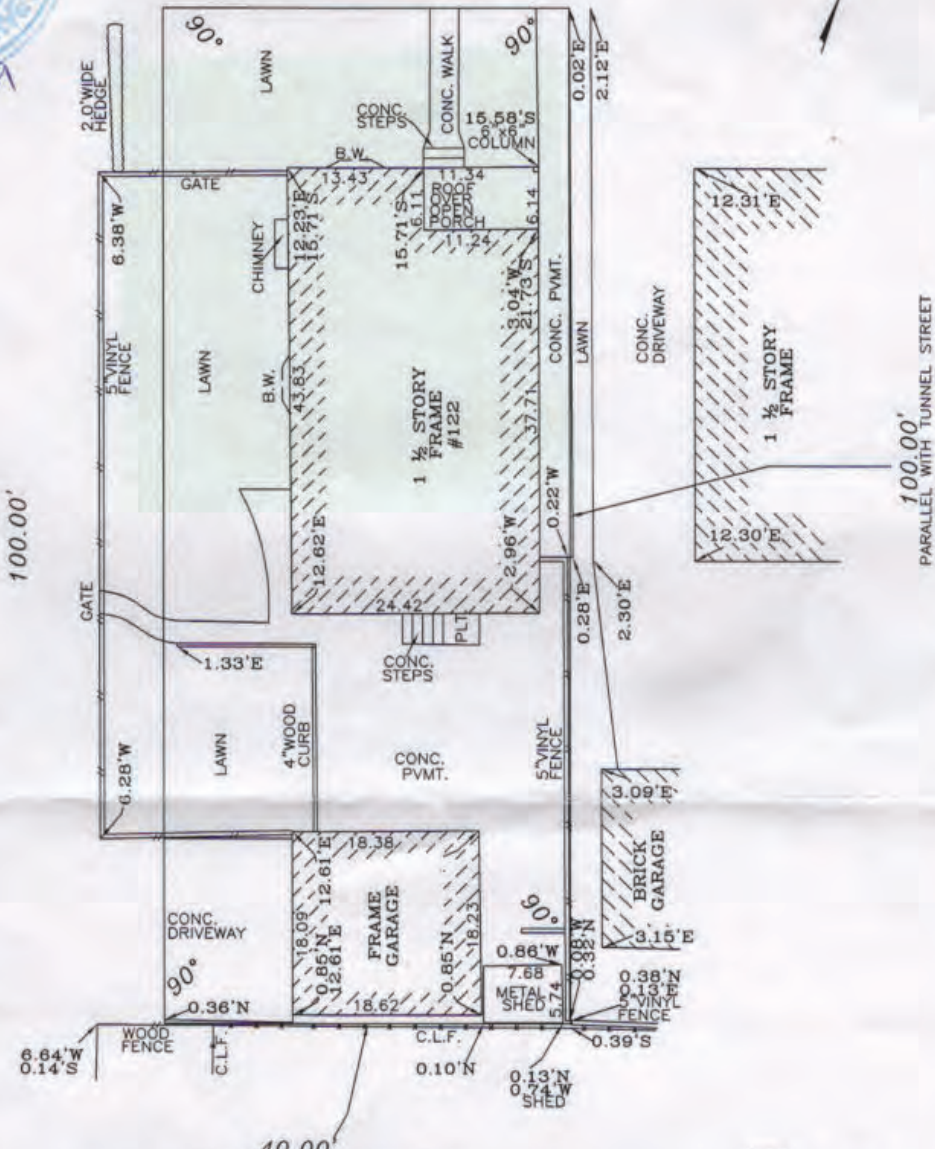 90°
90°
0.02'E
2.12'E
2.0'WIDE
HEDGE
LAWN
CONC. WALK
CONC.
STEPS
15.58'S
6"x6"
COLUMN
B.W.
13.43
11.34
GATE
ROOF
OVER
OPEN
PORCH
6.11
6.14
15.71'S
11.24
12.23'E
15.71'S
12.31'E
6.38'W
CHIMNEY
3.04'W
21.73'S
CONC. PVMT.
LAWN
CONC.
DRIVEWAY
5"VINYL
FENCE
LAWN
B.W.
43.83
1 ½ STORY
FRAME
#122
37.71
1 ½ STORY
FRAME
100.00'
100.00'
PARALLEL WITH TUNNEL STREET
12.62'E
2.96'W
0.22'W
12.30'E
GATE
24.42
0.28'E
2.30'E
PLT.
CONC.
STEPS
1.33'E
LAWN
4"WOOD
CURB
CONC.
PVMT.
5"VINYL
FENCE
6.28'W
3.09'E
18.38
12.61'E
BRICK
GARAGE
CONC.
DRIVEWAY
18.09
FRAME
GARAGE
18.23
90°
0.08'W
0.32'N
3.15'E
90°
0.85'N
12.61'E
0.85'N
0.86'W
7.68
METAL
SHED
5.74
0.38'N
0.13'E
5"VINYL
FENCE
0.36'N
18.62
WOOD
FENCE
C.L.F.
C.L.F.
0.39'S
6.64'W
0.14'S
0.10'N
0.13'N
0.74'W
SHED
40.00'